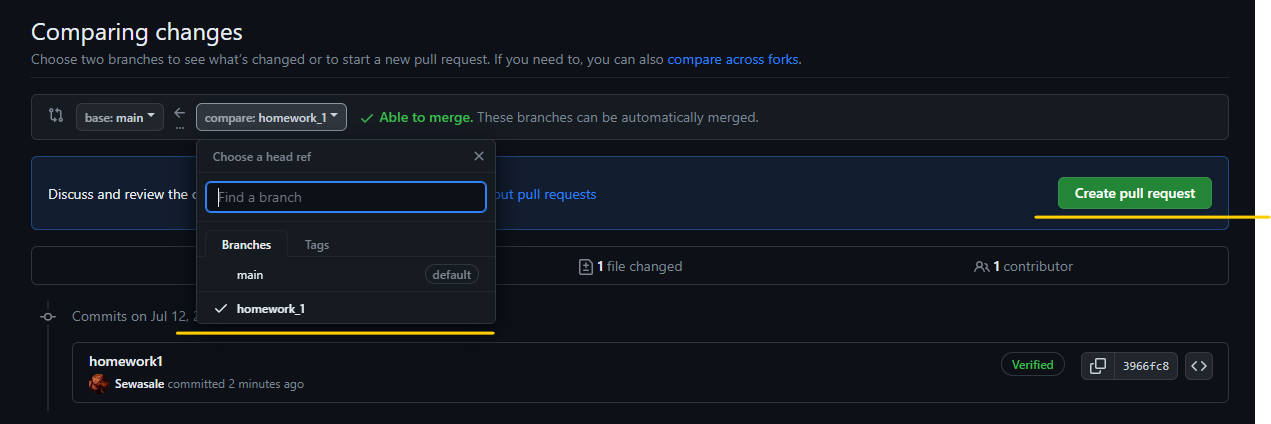 Comparing changes
Choose two branches to see what's changed or to start a new pull request. If you need to, you can also compare across forks.
base: main ... compare: homework_1 Able to merge. These branches can be automatically merged.
Choose a head ref
Discuss and review the out pull requests Create pull request
Find a branch
Branches Tags
1 file changed 1 contributor
main default
homework_1
Commits on Jul 12,
homework1 Verified 3966fc8
Sewasale committed 2 minutes ago